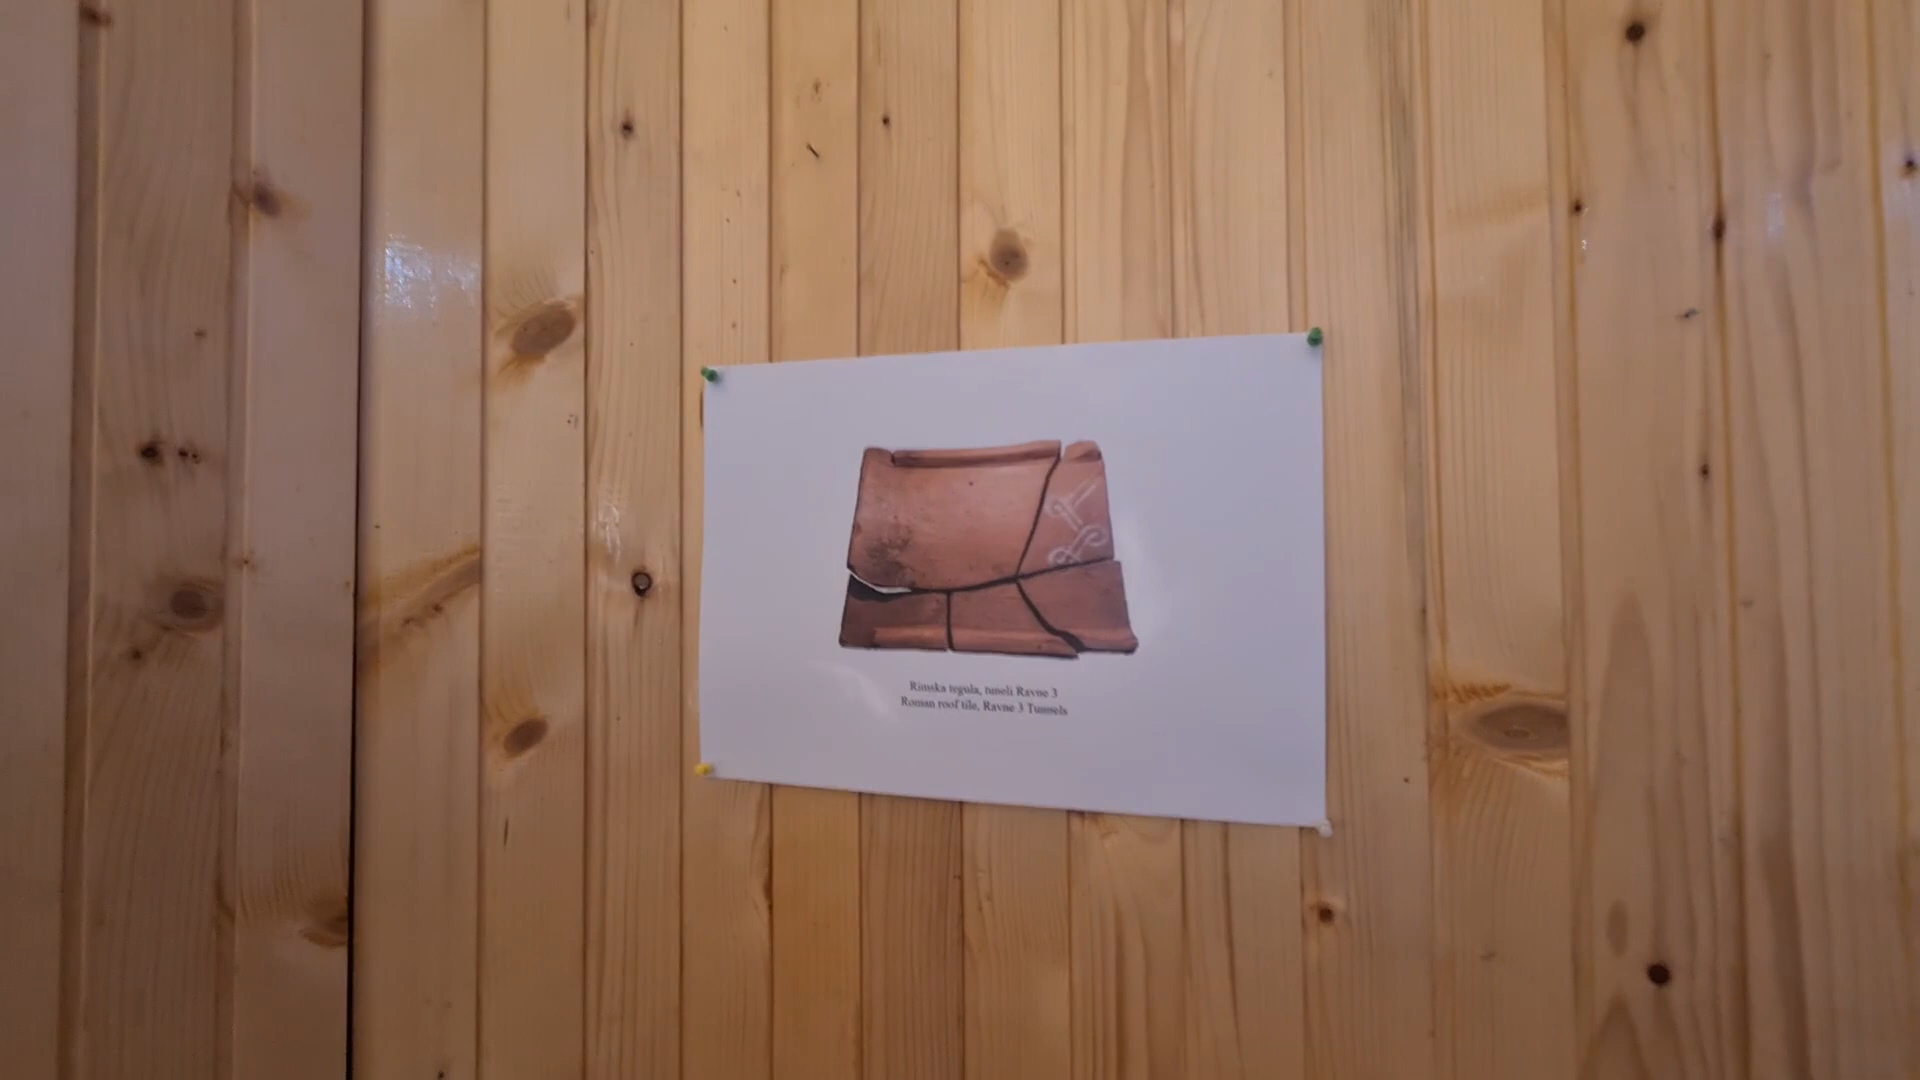 Rimska tegula, tuneli Ravne 3
Roman roof tile, Ravne 3 Tunnels